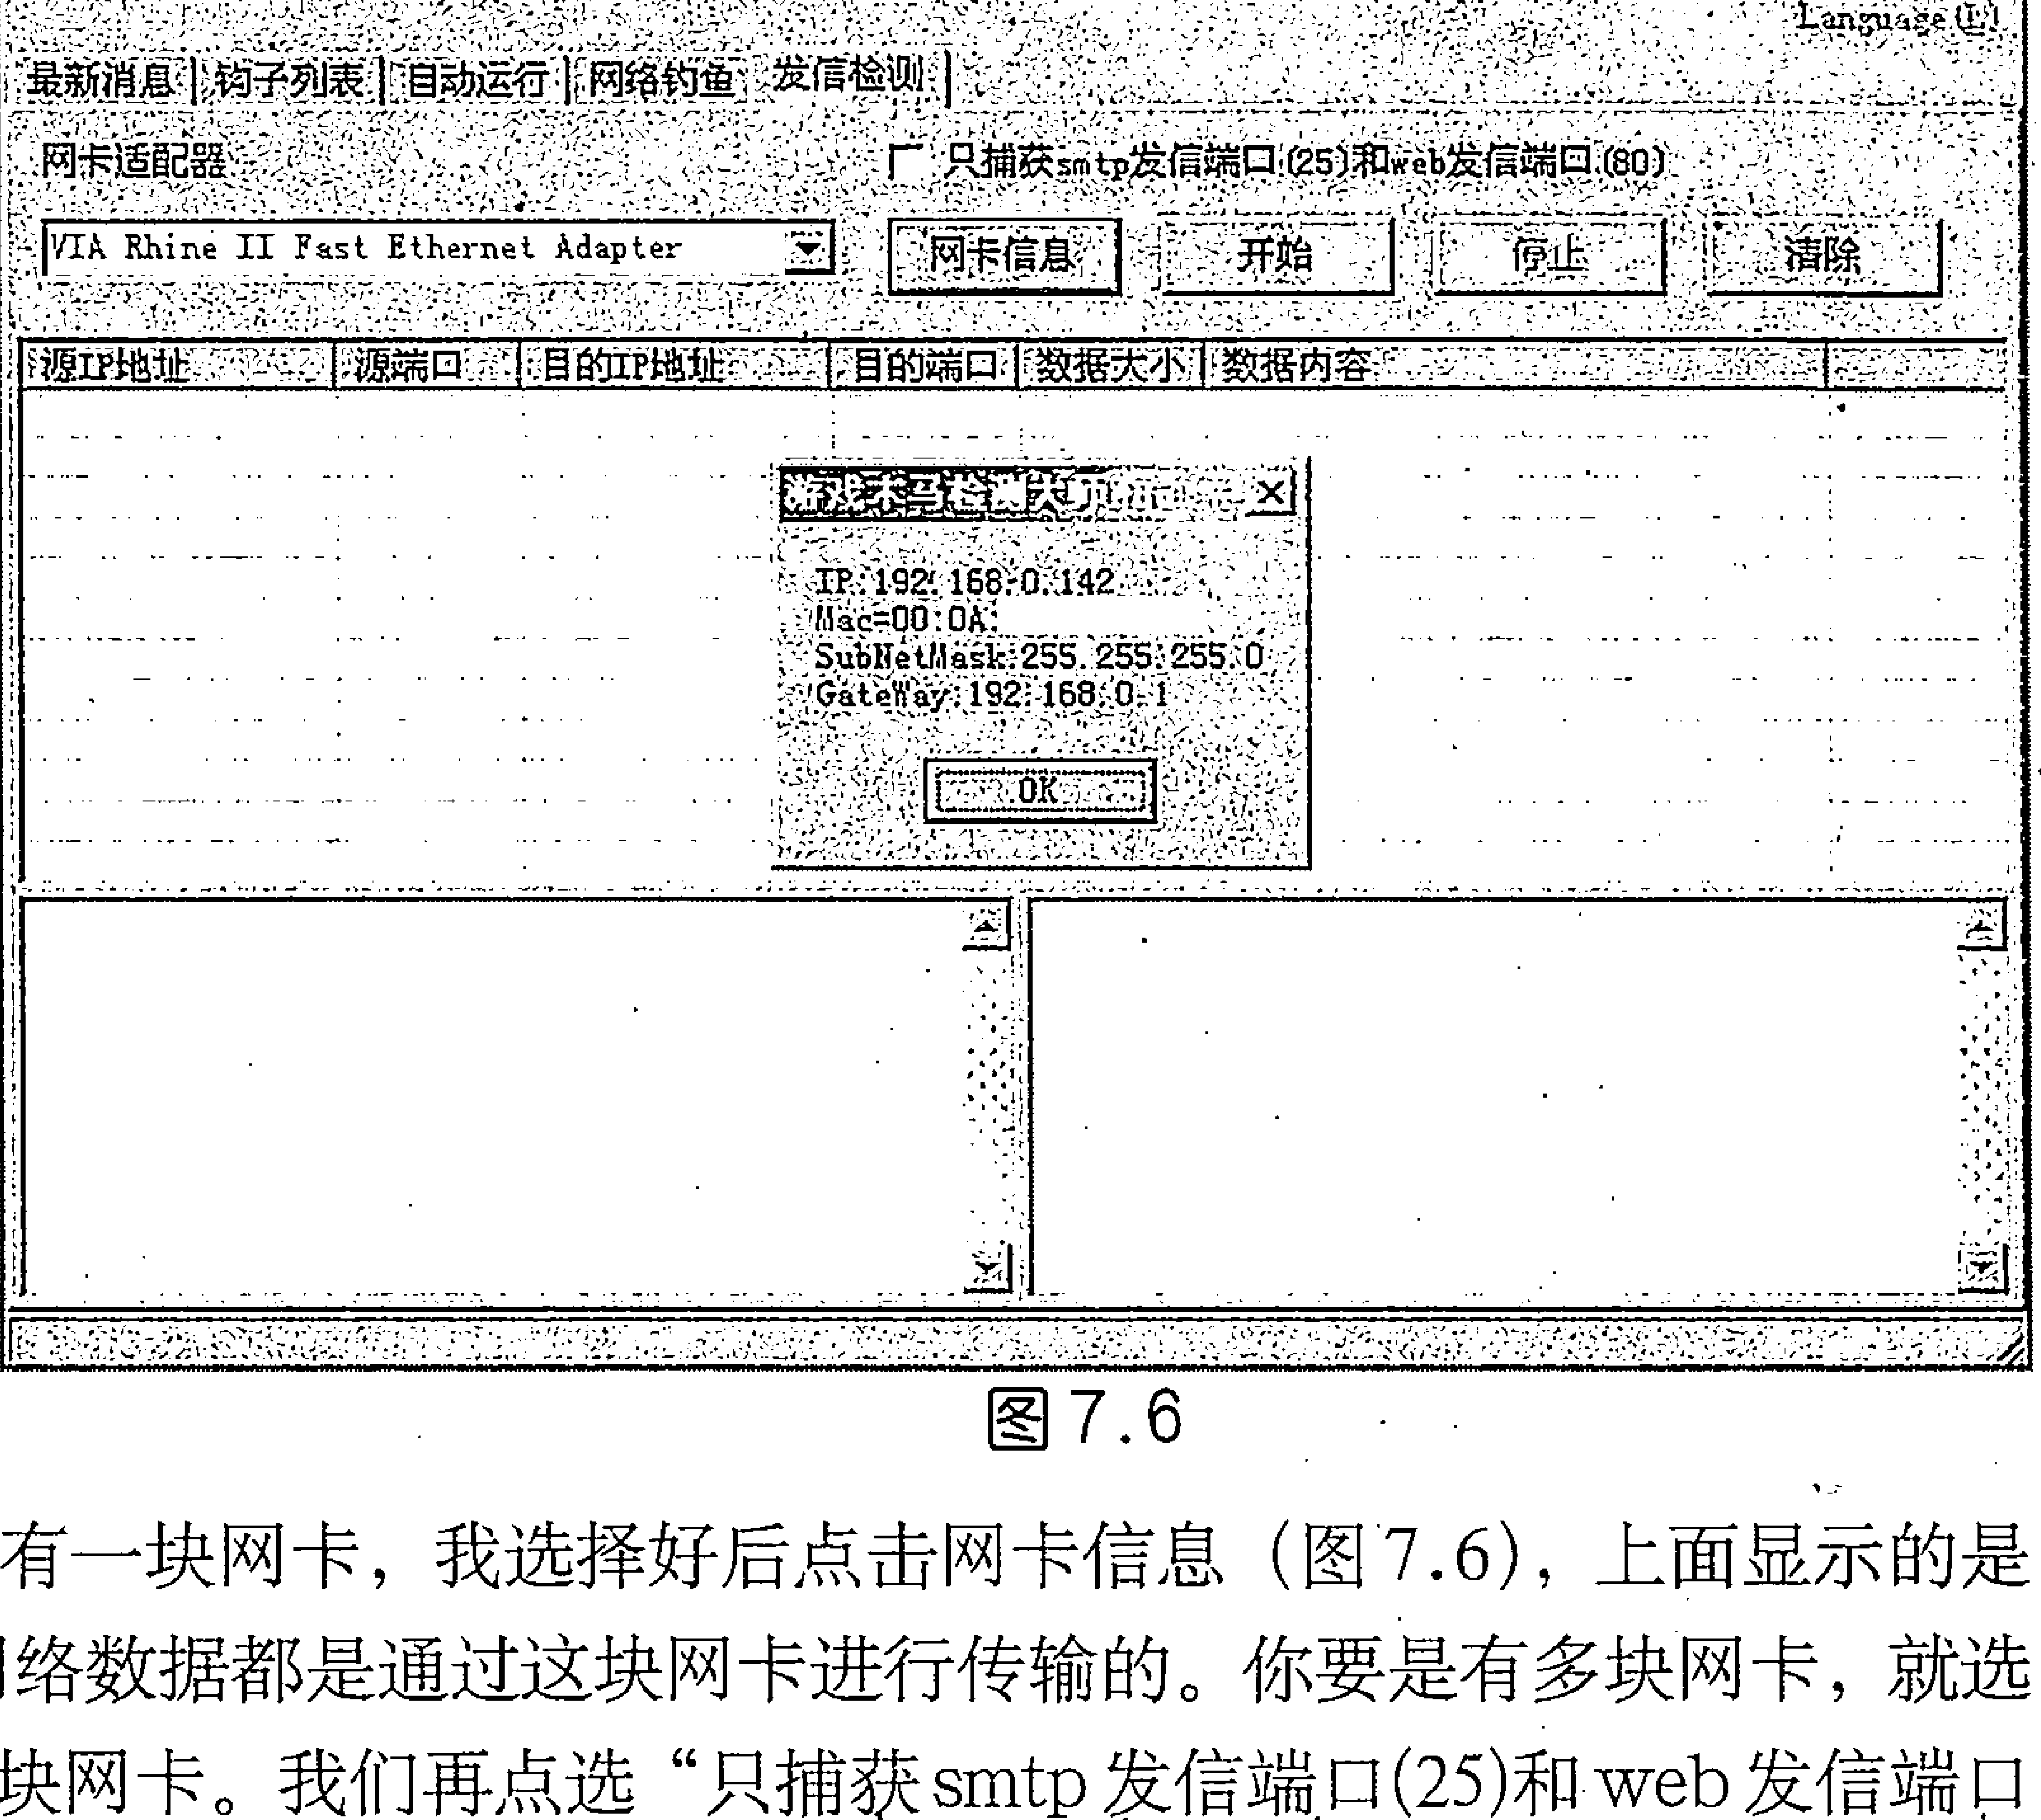 Language(L)
最新消息 钩子列表 自动运行 网络钓鱼 发信检测
网卡适配器 只捕获smtp发信端口(25)和web发信端口(80)
VIA Rhine II Fast Ethernet Adapter 网卡信息 开始 停止 清除
源IP地址 源端口 目的IP地址 目的端口 数据大小 数据内容
游戏木马检测大师
IP:192.168.0.142
Mac=00:0A:
SubNetMask:255.255.255.0
GateWay:192.168.0.1
OK
图7.6
有一块网卡，我选择好后点击网卡信息（图7.6），上面显示的是
络数据都是通过这块网卡进行传输的。你要是有多块网卡，就选
块网卡。我们再点选“只捕获smtp发信端口(25)和web发信端口